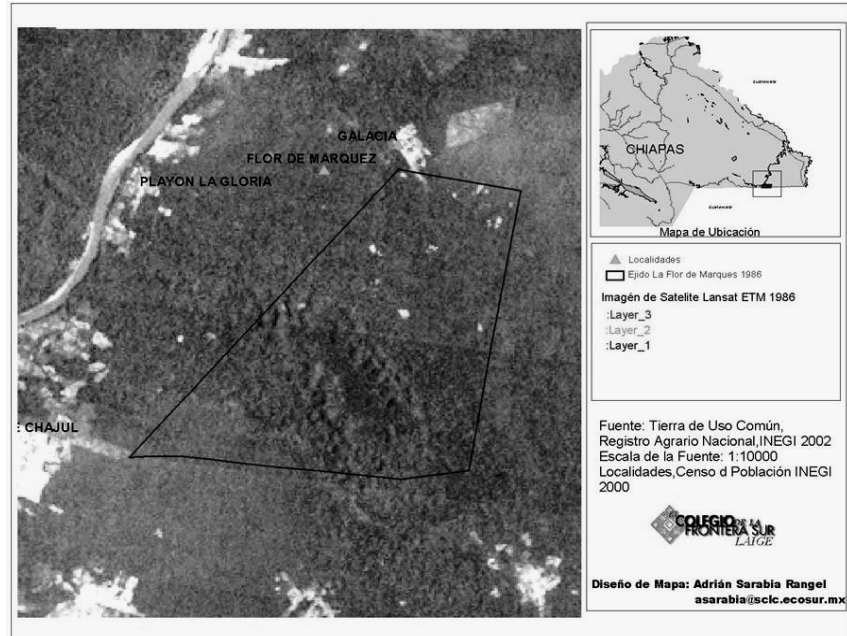 GALACIA
FLOR DE MARQUEZ
PLAYON LA GLORIA
E CHAJUL
CHIAPAS
Mapa de Ubicación
Localidades
Ejido La Flor de Marques 1986
Imagén de Satelite Lansat ETM 1986
:Layer_3
:Layer_2
:Layer_1
Fuente: Tierra de Uso Común,
Registro Agrario Nacional,INEGI 2002
Escala de la Fuente: 1:10000
Localidades,Censo d Población INEGI
2000
COLEGIO DE LA
FRONTERA SUR
LAIGE
Diseño de Mapa: Adrián Sarabia Rangel
asarabia@sclc.ecosur.mx